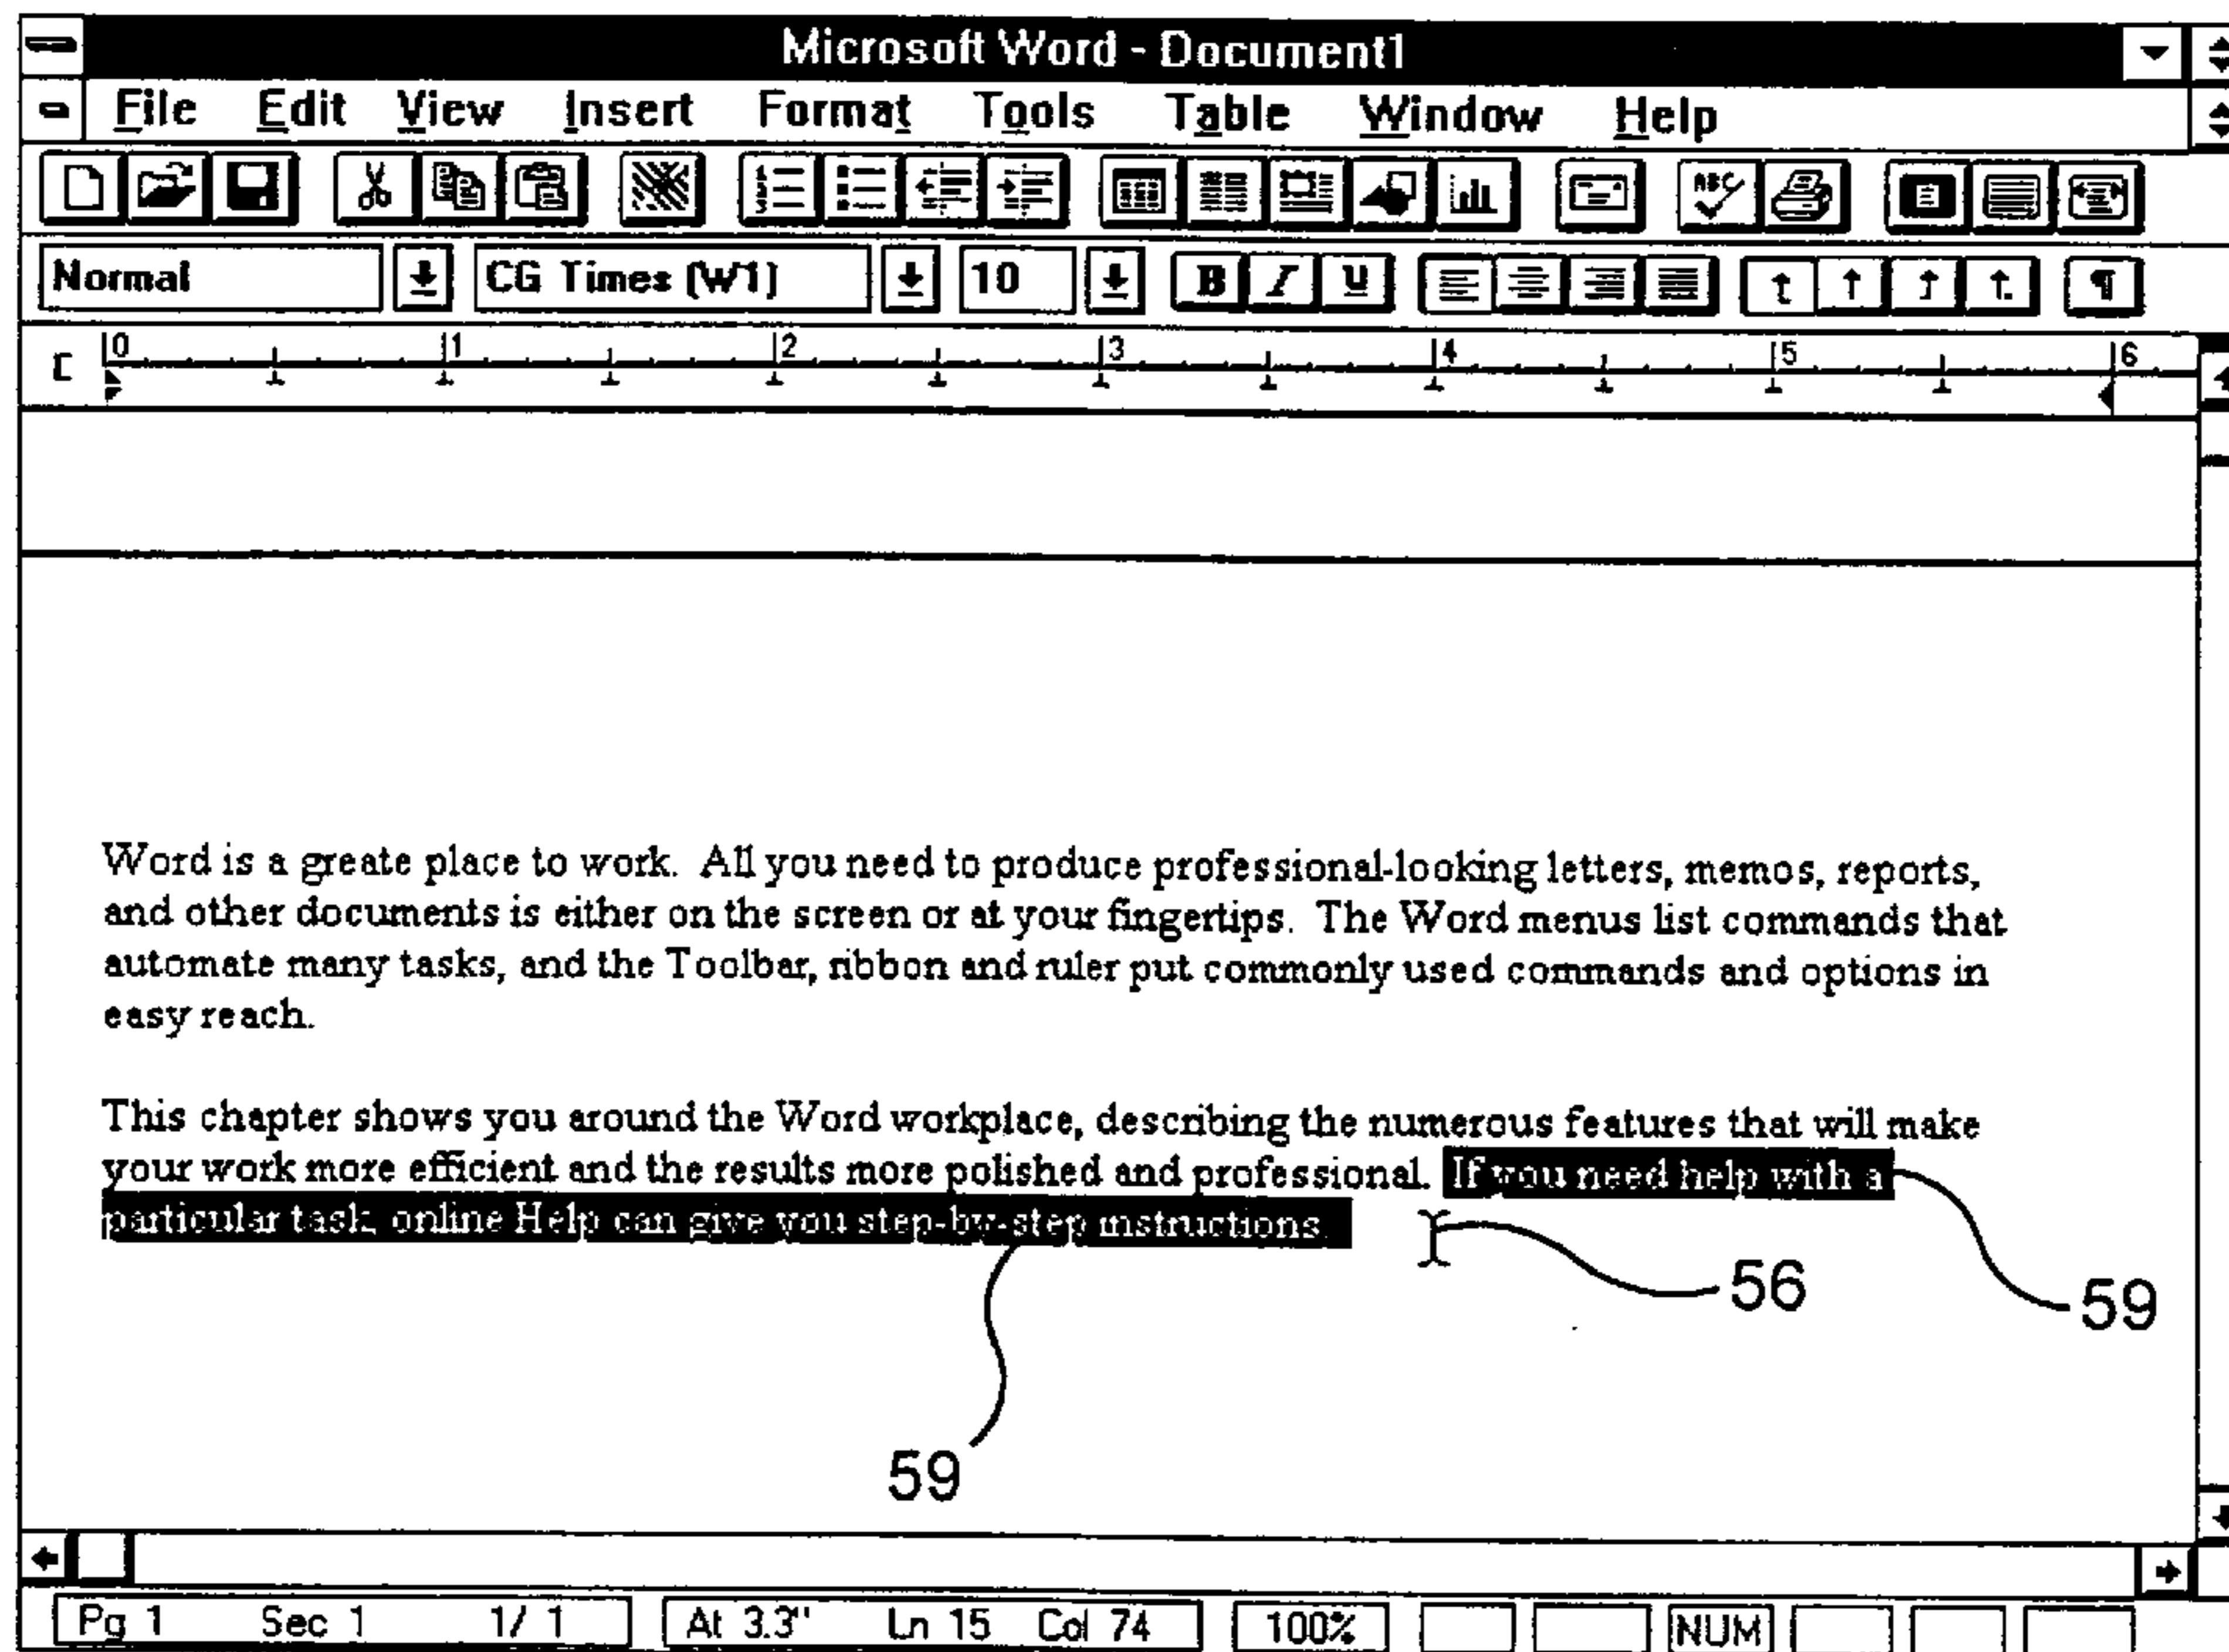 Microsoft Word - Document1
File Edit View Insert Format Tools Table Window Help
ABC
Normal CG Times (W1) 10 B I U ¶
0 1 2 3 4 5 6
Word is a greate place to work. All you need to produce professional-looking letters, memos, reports,
and other documents is either on the screen or at your fingertips. The Word menus list commands that
automate many tasks, and the Toolbar, ribbon and ruler put commonly used commands and options in
easy reach.
This chapter shows you around the Word workplace, describing the numerous features that will make
your work more efficient and the results more polished and professional. If you need help with a
particular task, online Help can give you step-by-step instructions.
56
59
59
Pg 1 Sec 1 1/ 1 At 3.3" Ln 15 Col 74 100% NUM